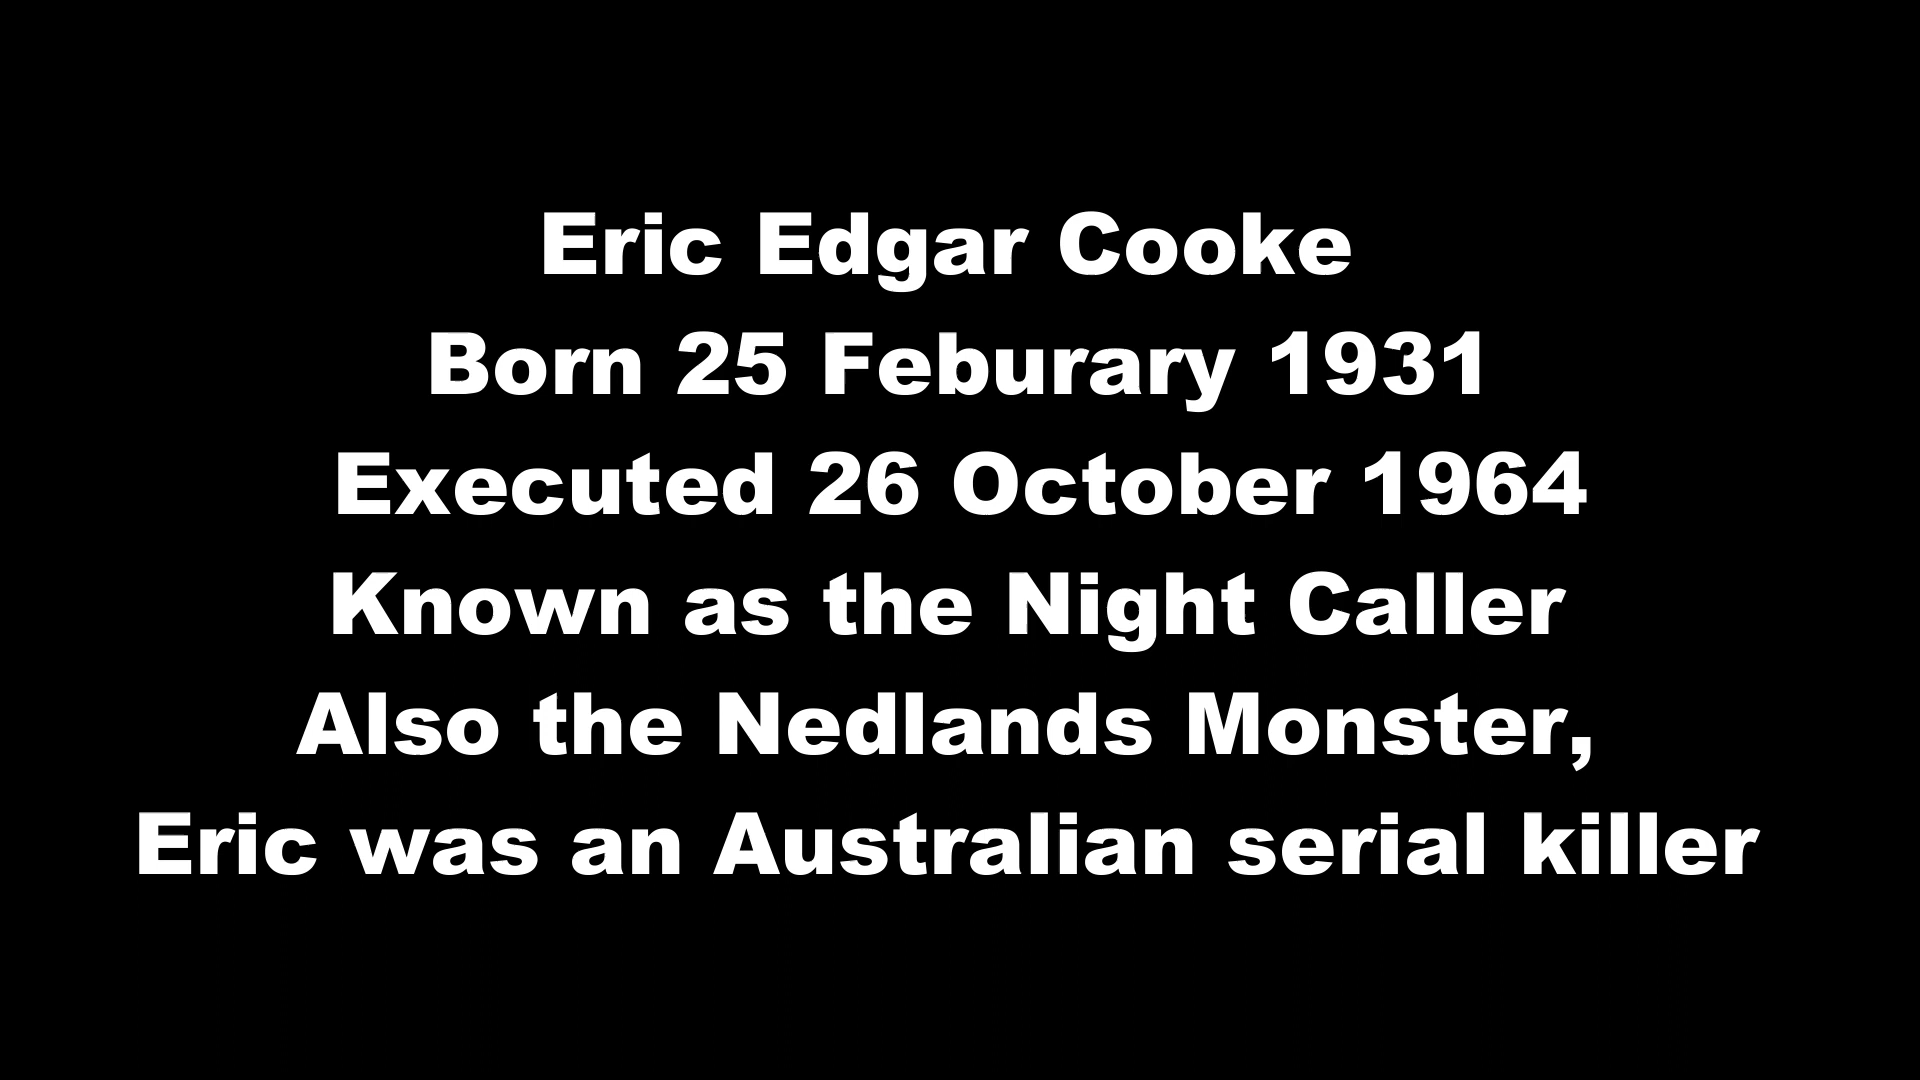 Eric Edgar Cooke
Born 25 Feburary 1931
Executed 26 October 1964
Known as the Night Caller
Also the Nedlands Monster,
Eric was an Australian serial killer